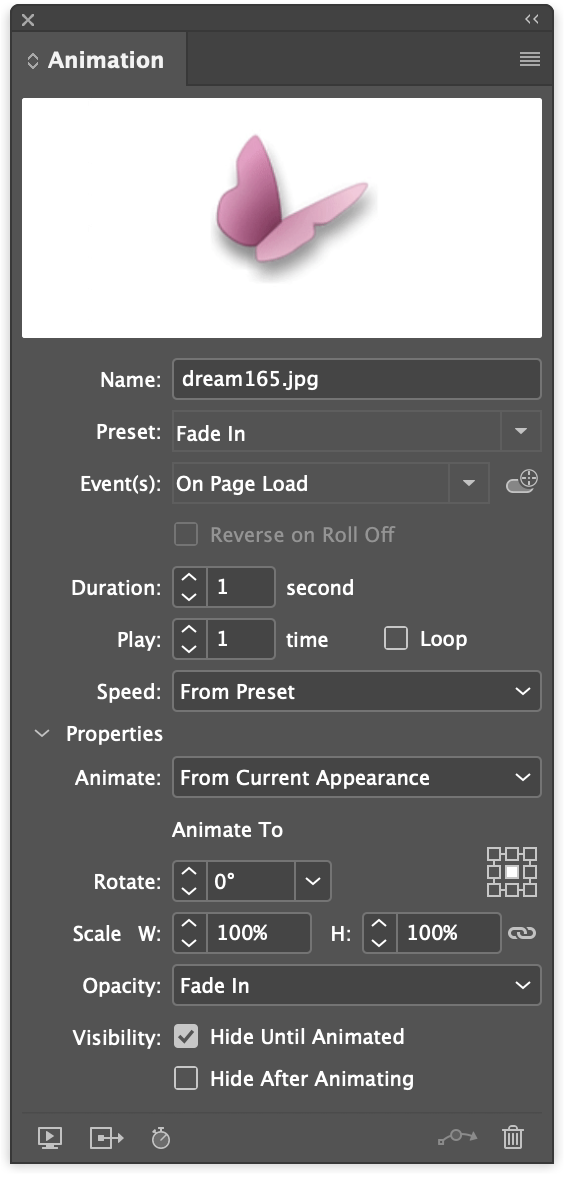 Animation
Name: dream165.jpg
Preset: Fade In
Event(s): On Page Load
Reverse on Roll Off
Duration: 1 second
Play: 1 time Loop
Speed: From Preset
Properties
Animate: From Current Appearance
Animate To
Rotate: 0°
Scale W: 100% H: 100%
Opacity: Fade In
Visibility: Hide Until Animated
Hide After Animating